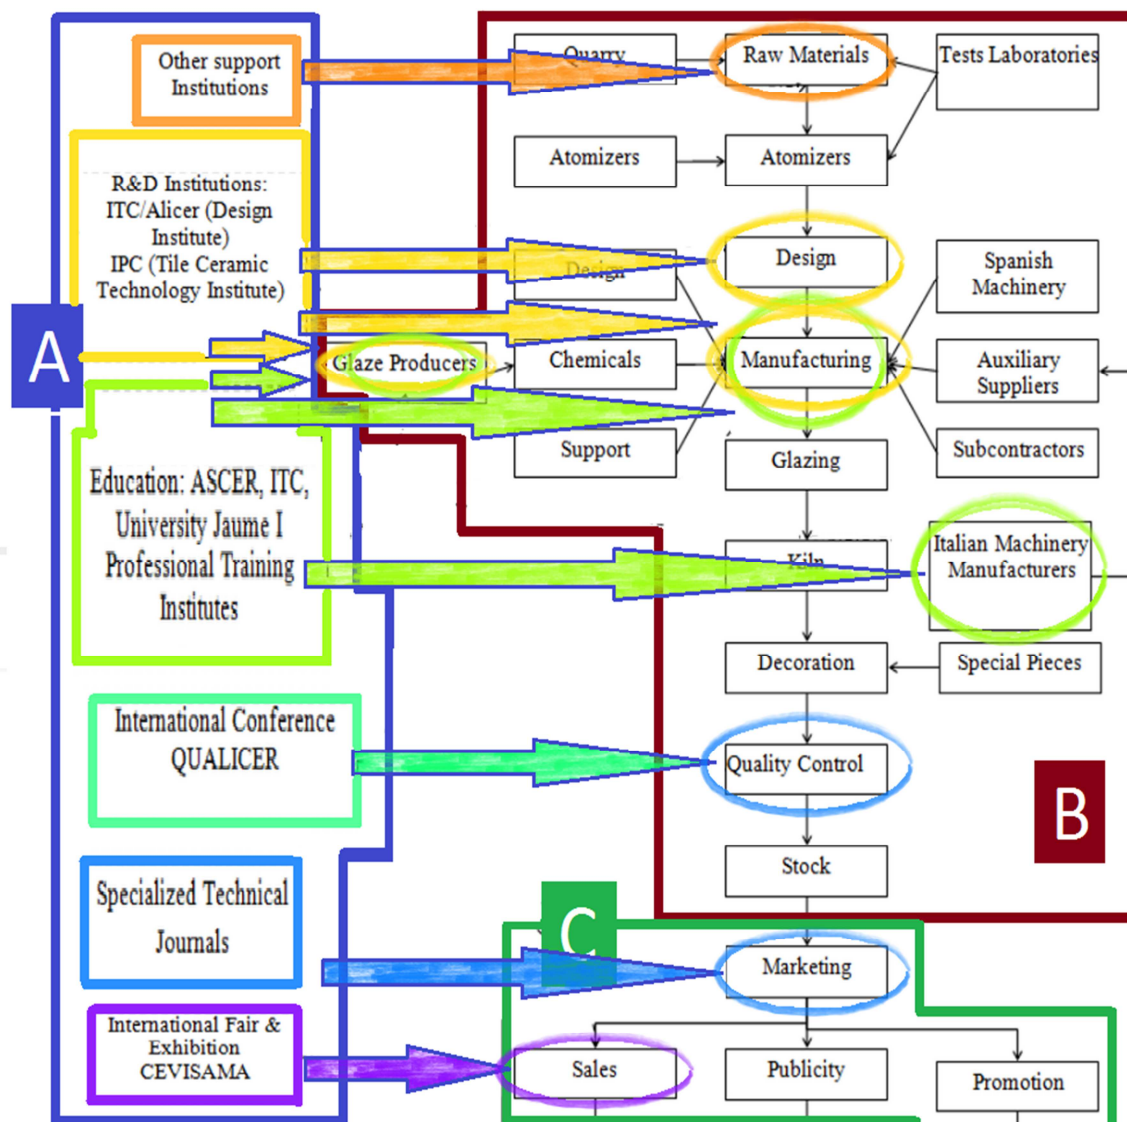 Other support
Institutions
Quarry
Raw Materials
Tests Laboratories
R&D Institutions:
ITC/Alicer (Design
Institute)
IPC (Tile Ceramic
Technology Institute)
Atomizers
Atomizers
Design
Design
Spanish
Machinery
A
Glaze Producers
Chemicals
Manufacturing
Auxiliary
Suppliers
Support
Glazing
Subcontractors
Education: ASCER, ITC,
University Jaume I
Professional Training
Institutes
Kiln
Italian Machinery
Manufacturers
Decoration
Special Pieces
International Conference
QUALICER
Quality Control
B
Stock
Specialized Technical
Journals
C
Marketing
International Fair &
Exhibition
CEVISAMA
Sales
Publicity
Promotion